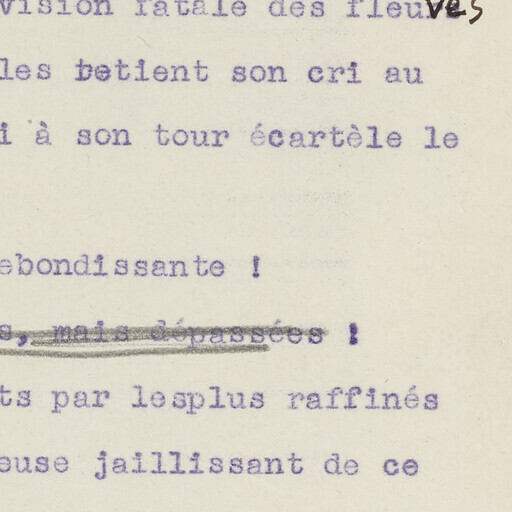 vision fatale des fleuves
les retient son cri au
i à son tour écartèle le
ebondissante !
s, mais dépassées !
ts par lesplus raffinés
euse jaillissant de ce